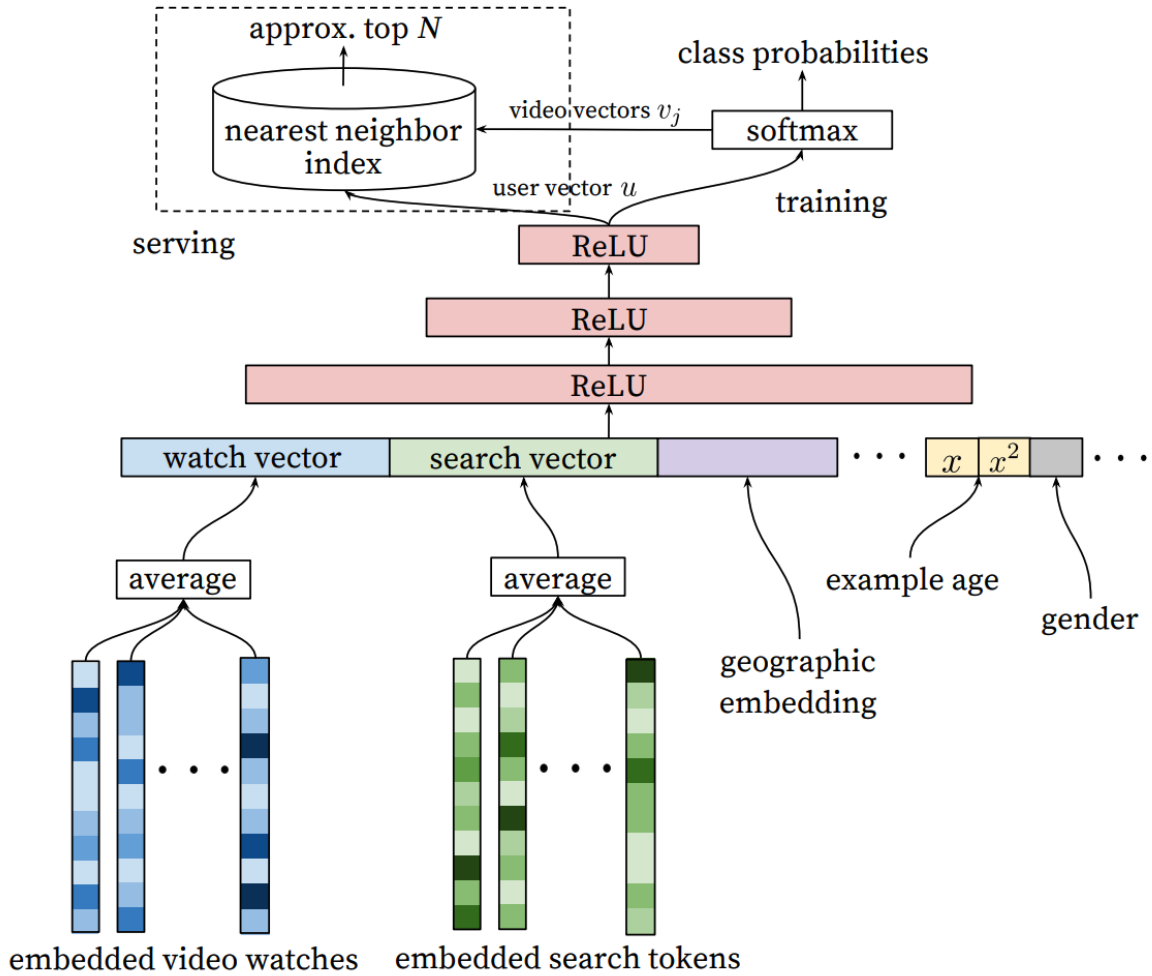 approx. top N
class probabilities
video vectors v_j
nearest neighbor
index
softmax
user vector u
training
serving
ReLU
ReLU
ReLU
watch vector
search vector
. . .
x
x²
. . .
average
average
example age
gender
geographic
embedding
. . .
. . .
embedded video watches
embedded search tokens